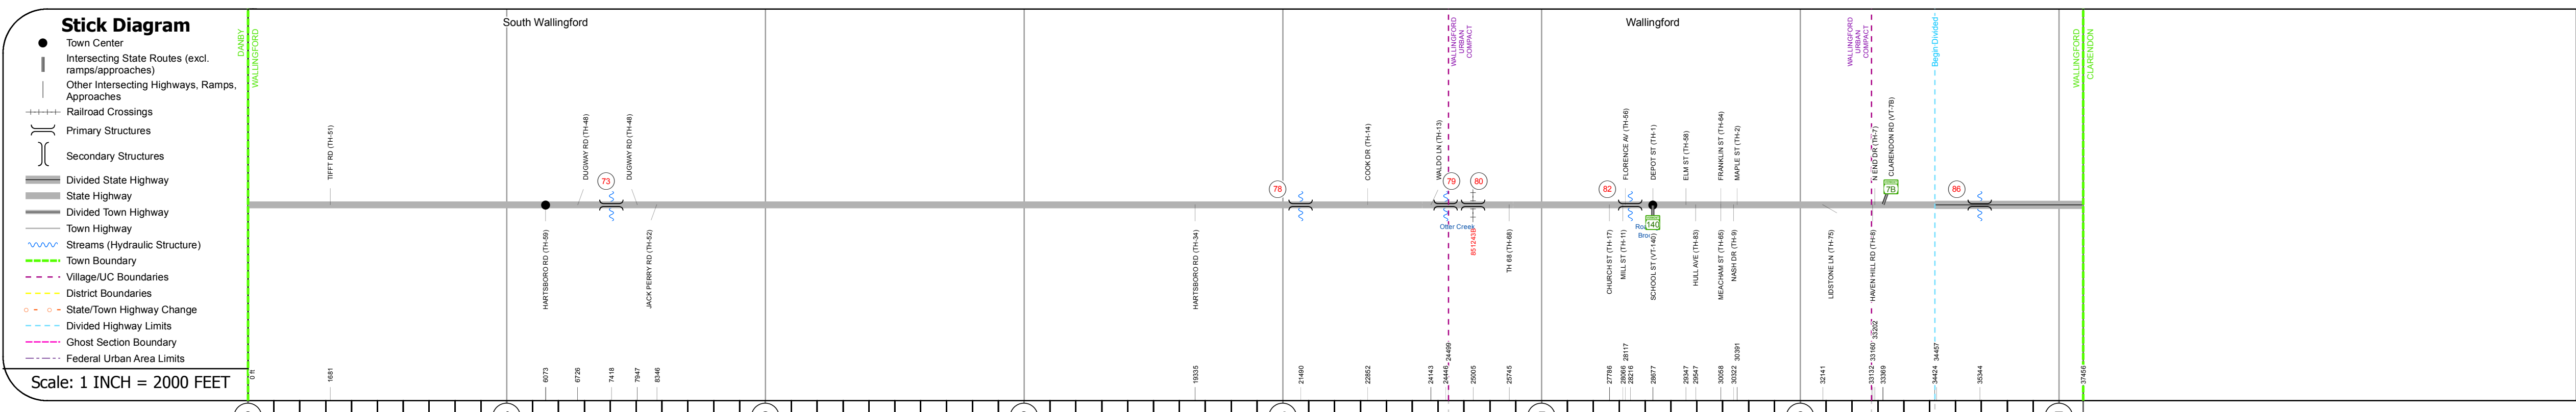 Stick Diagram
Town Center
Intersecting State Routes (excl.
ramps/approaches)
Other Intersecting Highways, Ramps,
Approaches
Railroad Crossings
Primary Structures
Secondary Structures
Divided State Highway
State Highway
Divided Town Highway
Town Highway
Streams (Hydraulic Structure)
Town Boundary
Village/UC Boundaries
District Boundaries
State/Town Highway Change
Divided Highway Limits
Ghost Section Boundary
Federal Urban Area Limits
Scale: 1 INCH = 2000 FEET
DANBY
WALLINGFORD
South Wallingford
WALLINGFORD
URBAN
COMPACT
Wallingford
WALLINGFORD
URBAN
COMPACT
Begin Divided
WALLINGFORD
CLARENDON
TIFFT RD (TH-51)
DUGWAY RD (TH-48)
DUGWAY RD (TH-48)
COOK DR (TH-14)
WALDO LN (TH-13)
FLORENCE AV (TH-56)
DEPOT ST (TH-1)
ELM ST (TH-58)
FRANKLIN ST (TH-64)
MAPLE ST (TH-2)
N END DR (TH-7)
CLARENDON RD (VT-7B)
73
78
79
80
82
7B
86
140
Otter Creek
851243B
HARTSBORO RD (TH-59)
JACK PERRY RD (TH-52)
HARTSBORO RD (TH-34)
TH 68 (TH-68)
CHURCH ST (TH-17)
MILL ST (TH-11)
SCHOOL ST (VT-140)
HULL AVE (TH-83)
MEACHAM ST (TH-65)
NASH DR (TH-9)
LIDSTONE LN (TH-75)
HAVEN HILL RD (TH-8)
0 ft
1681
6073
6726
7418
7947
8346
19335
21490
22852
24143
24446
24499
25005
25745
27786
28066
28117
28216
28677
29347
29547
30058
30322
30391
32141
33132
33160
33202
33369
34424
34457
35344
37456